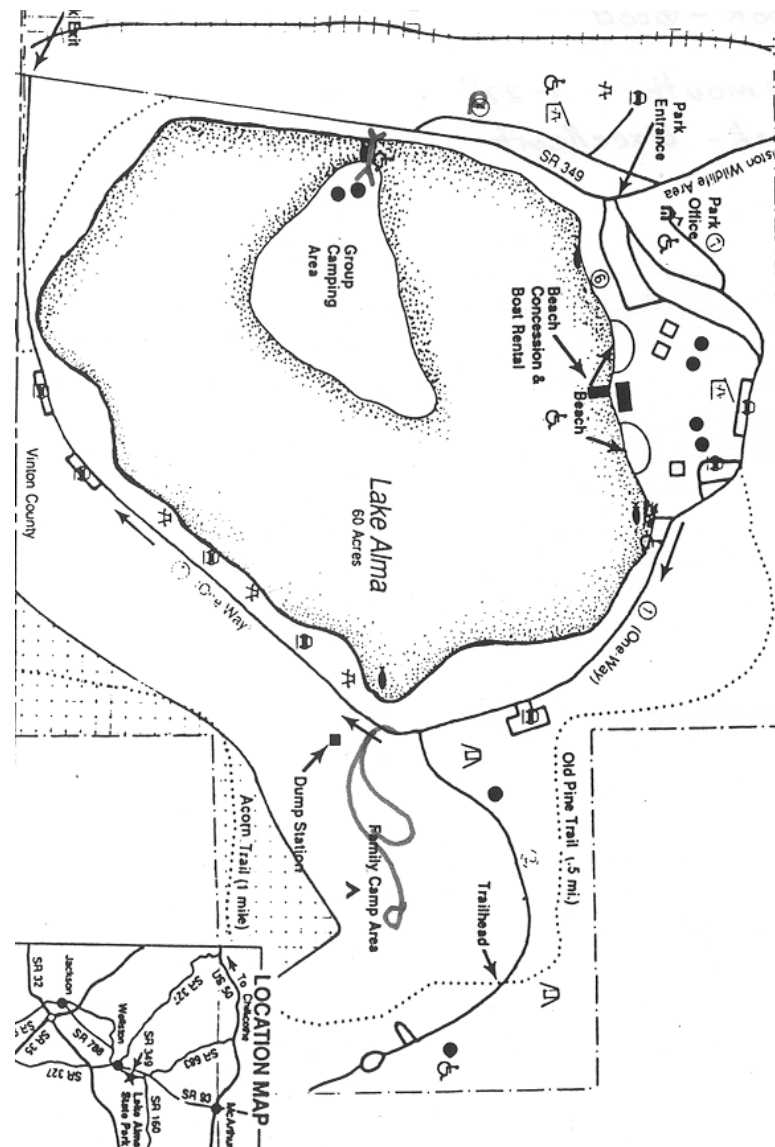 Park
Entrance
SR 349
Wildlife Area
Park
Office
Group
Camping
Area
Beach
Concession &
Boat Rental
Beach
6
Lake Alma
60 Acres
Vinton County
One Way
1 (One Way)
Old Pine Trail (.5 mi.)
Trailhead
Family Camp Area
Dump Station
Acorn Trail (1 mile)
LOCATION MAP
To Chillicothe
US 50
SR 327
SR 683
SR 93
McArthur
Jackson
SR 32
SR 788
Wellston
SR 349
SR 327
SR 160
Lake Alma
State Park